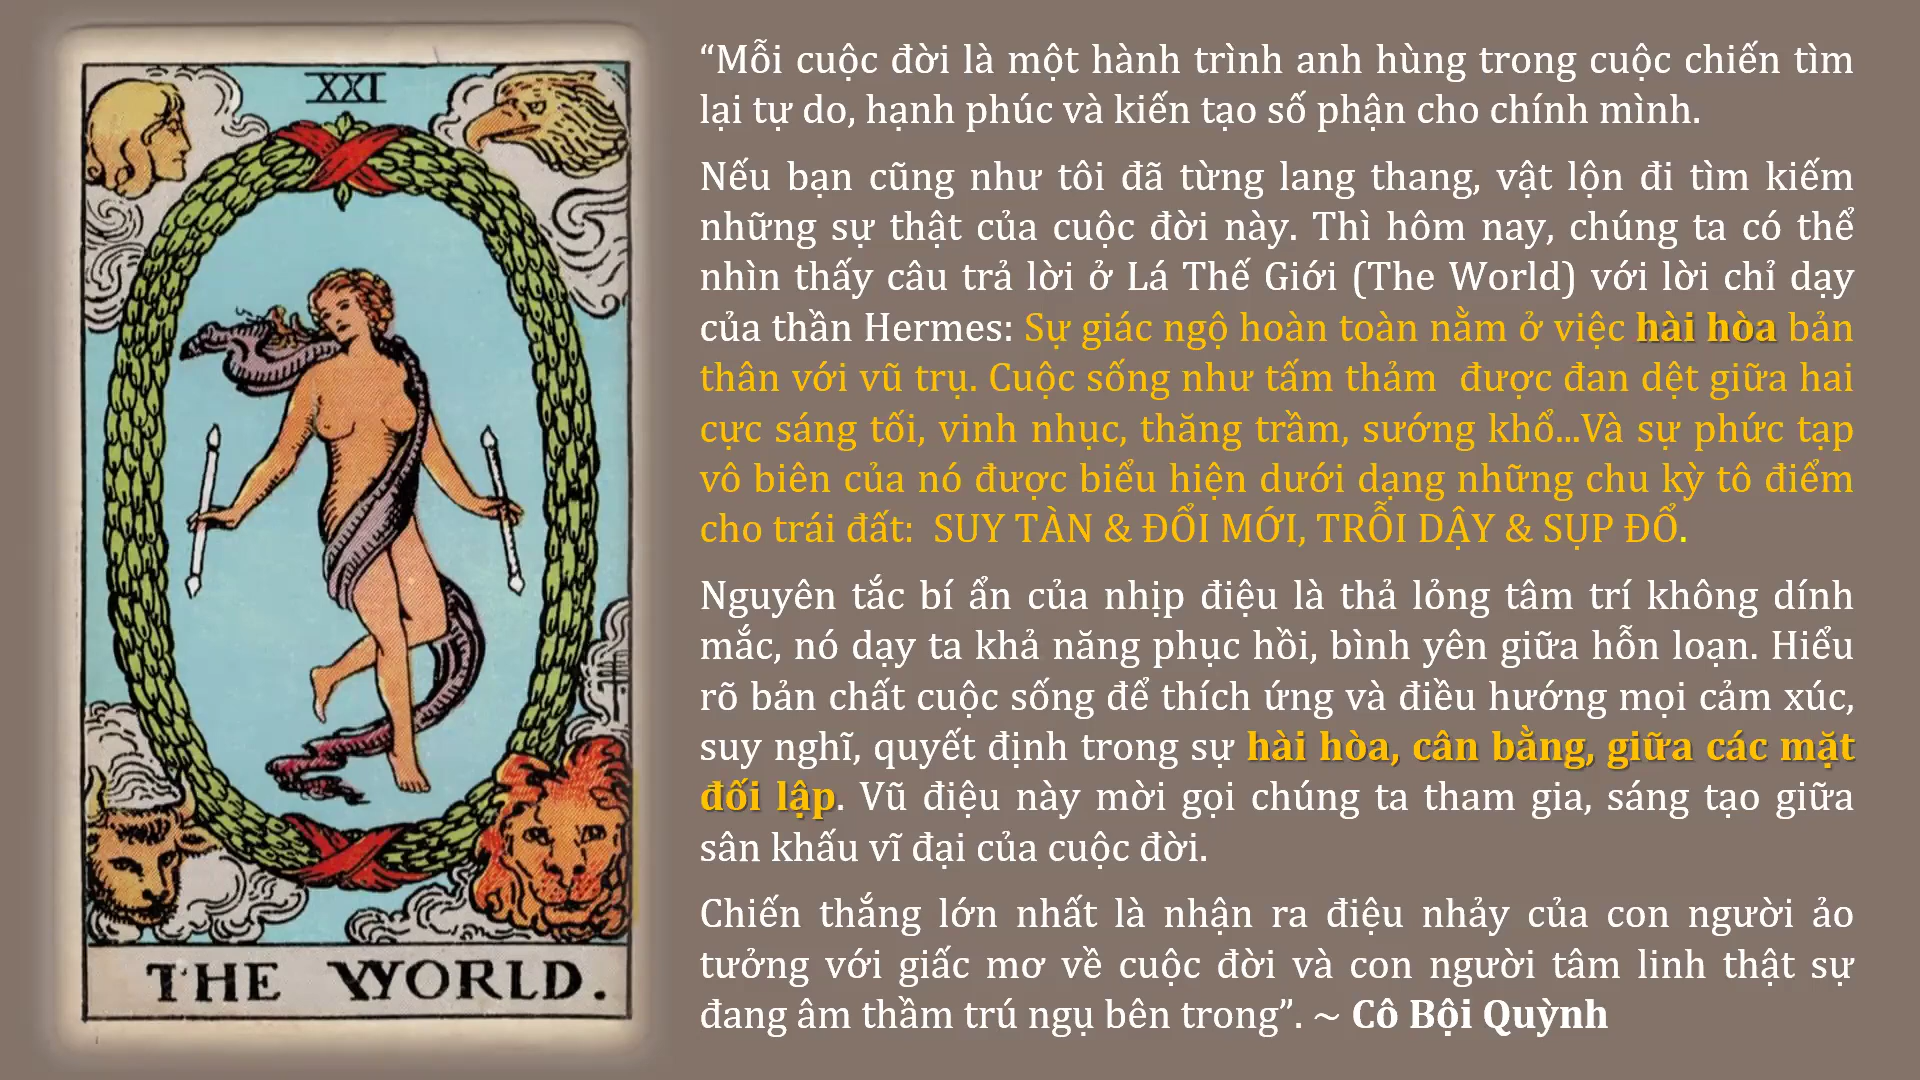 XXI
THE WORLD.
“Mỗi cuộc đời là một hành trình anh hùng trong cuộc chiến tìm
lại tự do, hạnh phúc và kiến tạo số phận cho chính mình.
Nếu bạn cũng như tôi đã từng lang thang, vật lộn đi tìm kiếm
những sự thật của cuộc đời này. Thì hôm nay, chúng ta có thể
nhìn thấy câu trả lời ở Lá Thế Giới (The World) với lời chỉ dạy
của thần Hermes: Sự giác ngộ hoàn toàn nằm ở việc hài hòa bản
thân với vũ trụ. Cuộc sống như tấm thảm được đan dệt giữa hai
cực sáng tối, vinh nhục, thăng trầm, sướng khổ...Và sự phức tạp
vô biên của nó được biểu hiện dưới dạng những chu kỳ tô điểm
cho trái đất: SUY TÀN & ĐỔI MỚI, TRỖI DẬY & SỤP ĐỔ.
Nguyên tắc bí ẩn của nhịp điệu là thả lỏng tâm trí không dính
mắc, nó dạy ta khả năng phục hồi, bình yên giữa hỗn loạn. Hiểu
rõ bản chất cuộc sống để thích ứng và điều hướng mọi cảm xúc,
suy nghĩ, quyết định trong sự hài hòa, cân bằng, giữa các mặt
đối lập. Vũ điệu này mời gọi chúng ta tham gia, sáng tạo giữa
sân khấu vĩ đại của cuộc đời.
Chiến thắng lớn nhất là nhận ra điệu nhảy của con người ảo
tưởng với giấc mơ về cuộc đời và con người tâm linh thật sự
đang âm thầm trú ngụ bên trong”. ~ Cô Bội Quỳnh